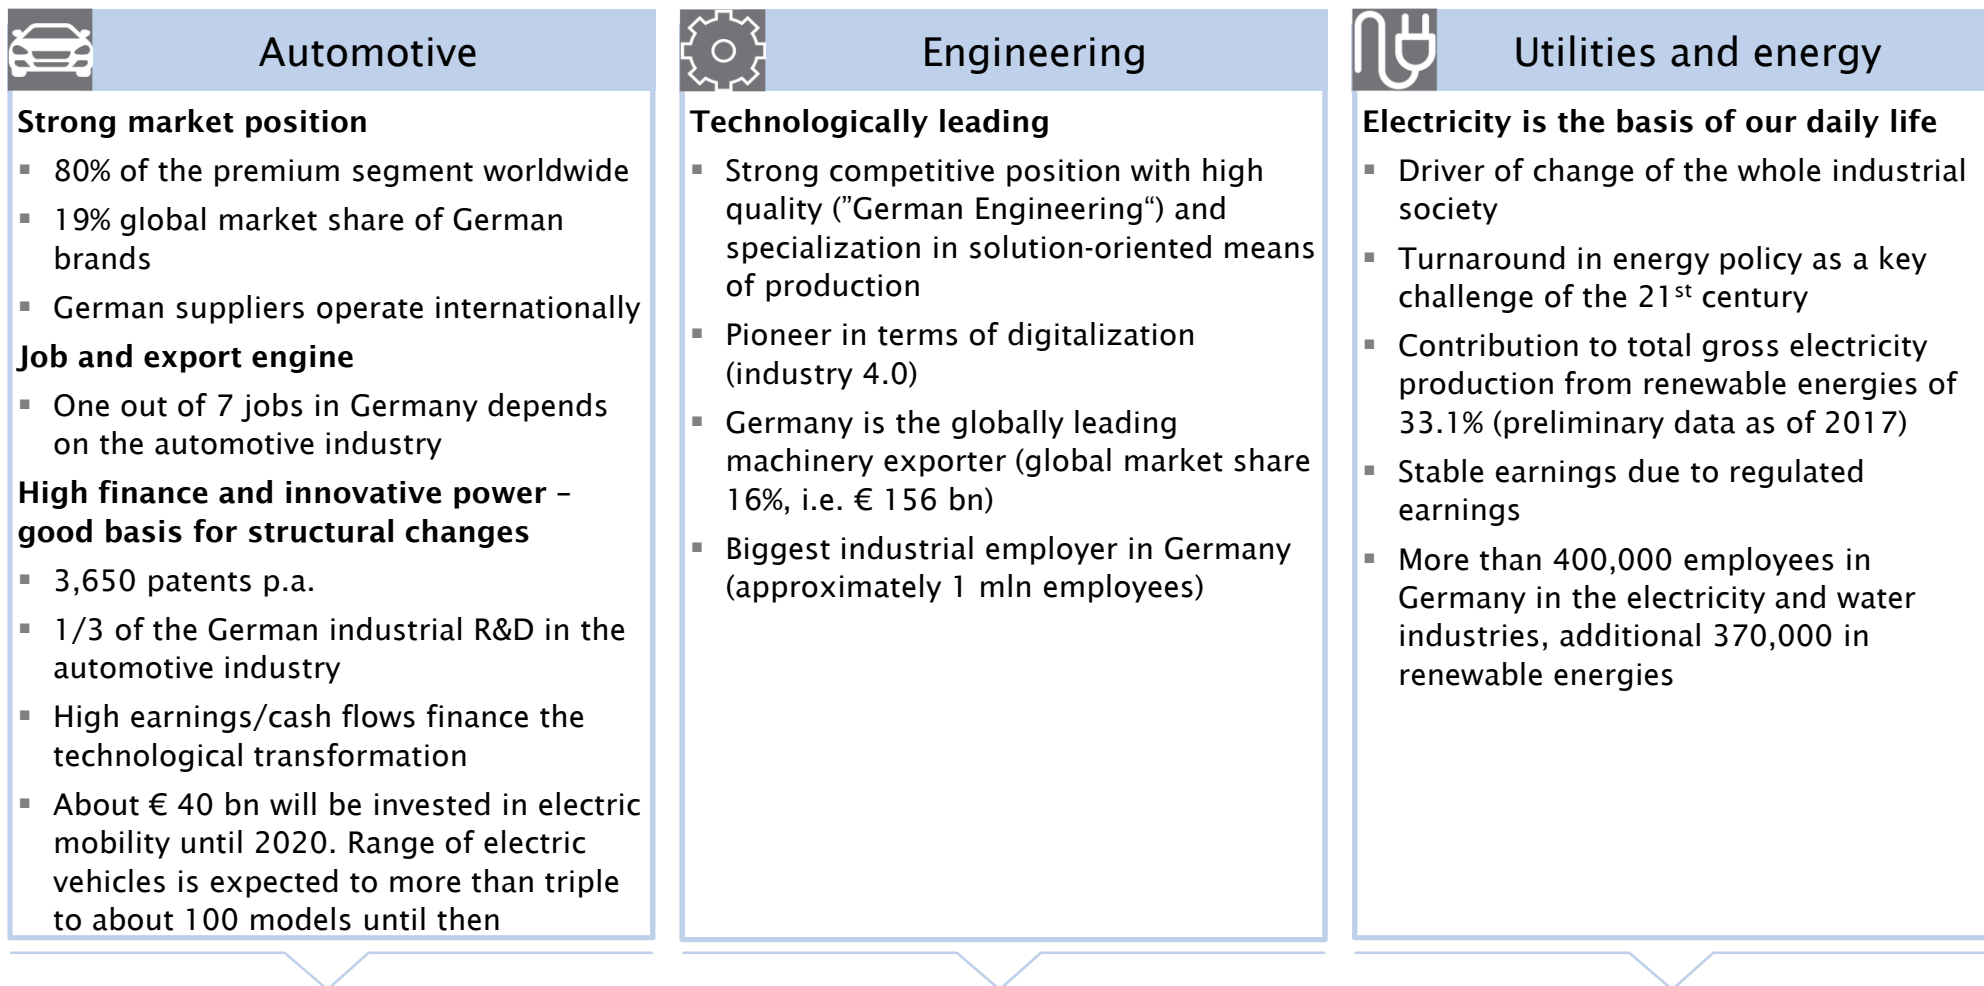 Automotive
Strong market position
▪ 80% of the premium segment worldwide
▪ 19% global market share of German
brands
▪ German suppliers operate internationally
Job and export engine
▪ One out of 7 jobs in Germany depends
on the automotive industry
High finance and innovative power –
good basis for structural changes
▪ 3,650 patents p.a.
▪ 1/3 of the German industrial R&D in the
automotive industry
▪ High earnings/cash flows finance the
technological transformation
▪ About € 40 bn will be invested in electric
mobility until 2020. Range of electric
vehicles is expected to more than triple
to about 100 models until then
Engineering
Technologically leading
▪ Strong competitive position with high
quality (”German Engineering“) and
specialization in solution-oriented means
of production
▪ Pioneer in terms of digitalization
(industry 4.0)
▪ Germany is the globally leading
machinery exporter (global market share
16%, i.e. € 156 bn)
▪ Biggest industrial employer in Germany
(approximately 1 mln employees)
Utilities and energy
Electricity is the basis of our daily life
▪ Driver of change of the whole industrial
society
▪ Turnaround in energy policy as a key
challenge of the 21st century
▪ Contribution to total gross electricity
production from renewable energies of
33.1% (preliminary data as of 2017)
▪ Stable earnings due to regulated
earnings
▪ More than 400,000 employees in
Germany in the electricity and water
industries, additional 370,000 in
renewable energies